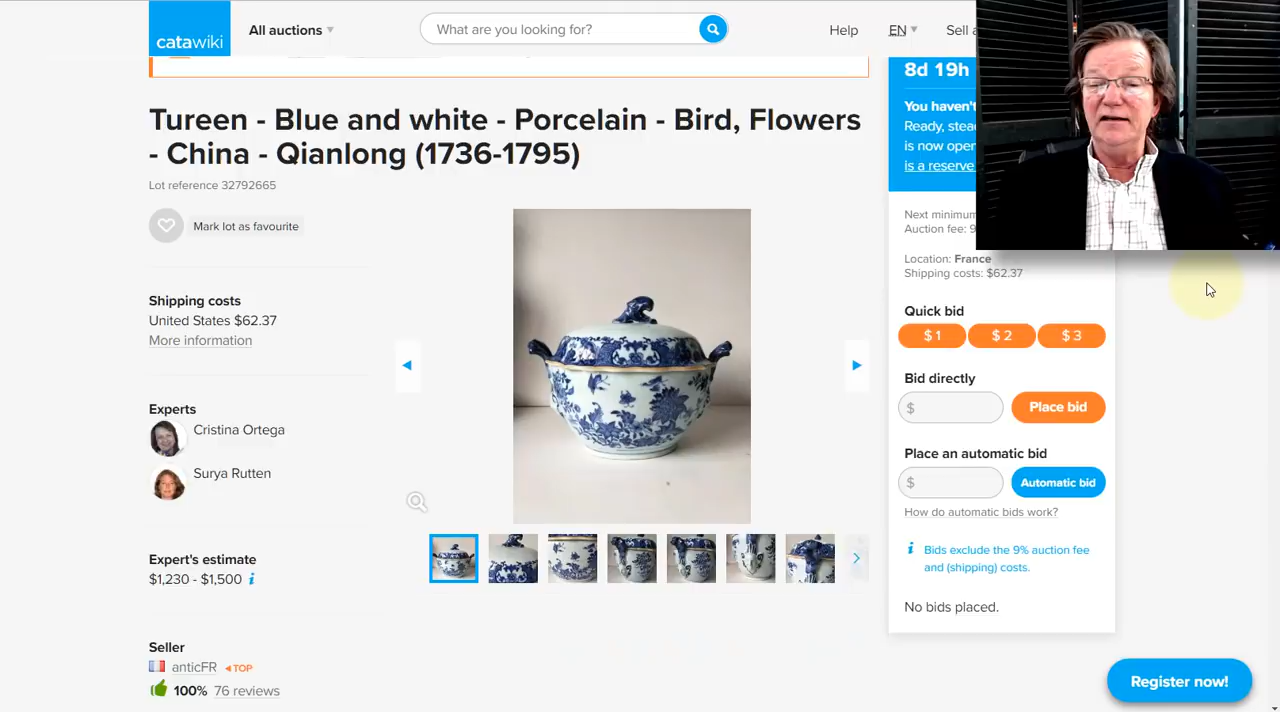 catawiki
All auctions
What are you looking for?
Help
EN
Sell
8d 19h
Tureen - Blue and white - Porcelain - Bird, Flowers
- China - Qianlong (1736-1795)
You haven't
Ready,
is now open
is a reserve
Lot reference 32792665
Mark lot as favourite
Next minimum
Auction fee: 9
Location: France
Shipping costs: $62.37
Shipping costs
United States $62.37
More information
Quick bid
$ 1
$ 2
$ 3
Bid directly
$
Place bid
Experts
Cristina Ortega
Surya Rutten
Place an automatic bid
$
Automatic bid
How do automatic bids work?
Expert's estimate
$1,230 - $1,500 i
i Bids exclude the 9% auction fee
and (shipping) costs.
No bids placed.
Seller
anticFR
TOP
100% 76 reviews
Register now!